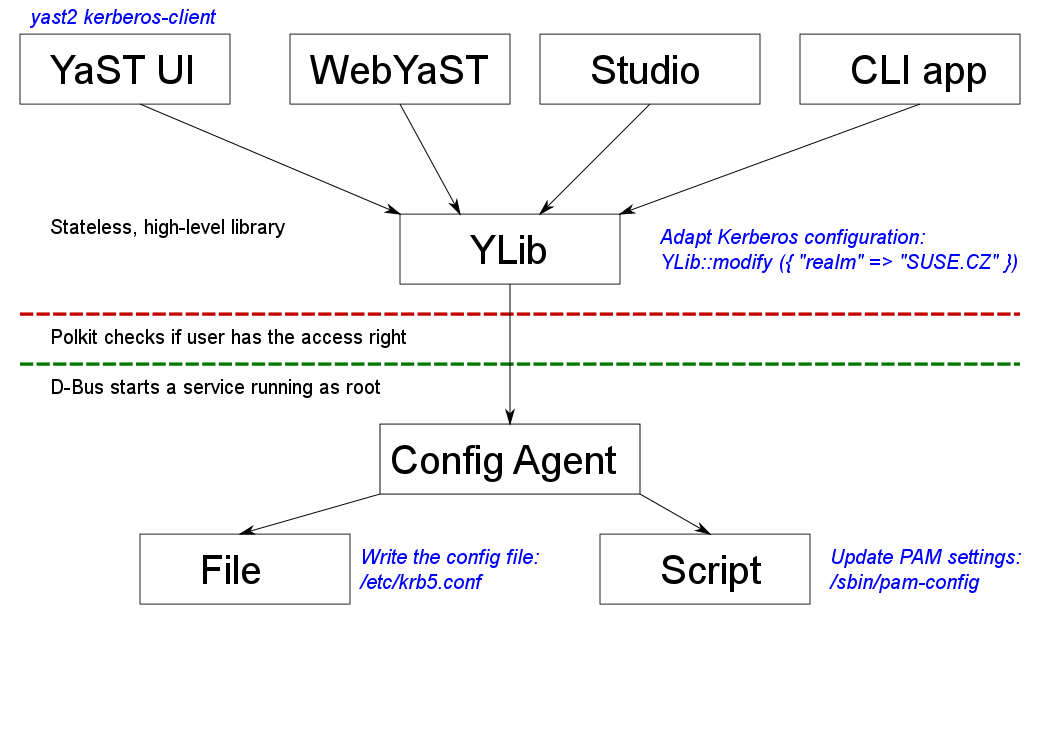 yast2 kerberos-client
YaST UI
WebYaST
Studio
CLI app
Stateless, high-level library
YLib
Adapt Kerberos configuration:
YLib::modify ({ "realm" => "SUSE.CZ" })
Polkit checks if user has the access right
D-Bus starts a service running as root
Config Agent
File
Write the config file:
/etc/krb5.conf
Script
Update PAM settings:
/sbin/pam-config